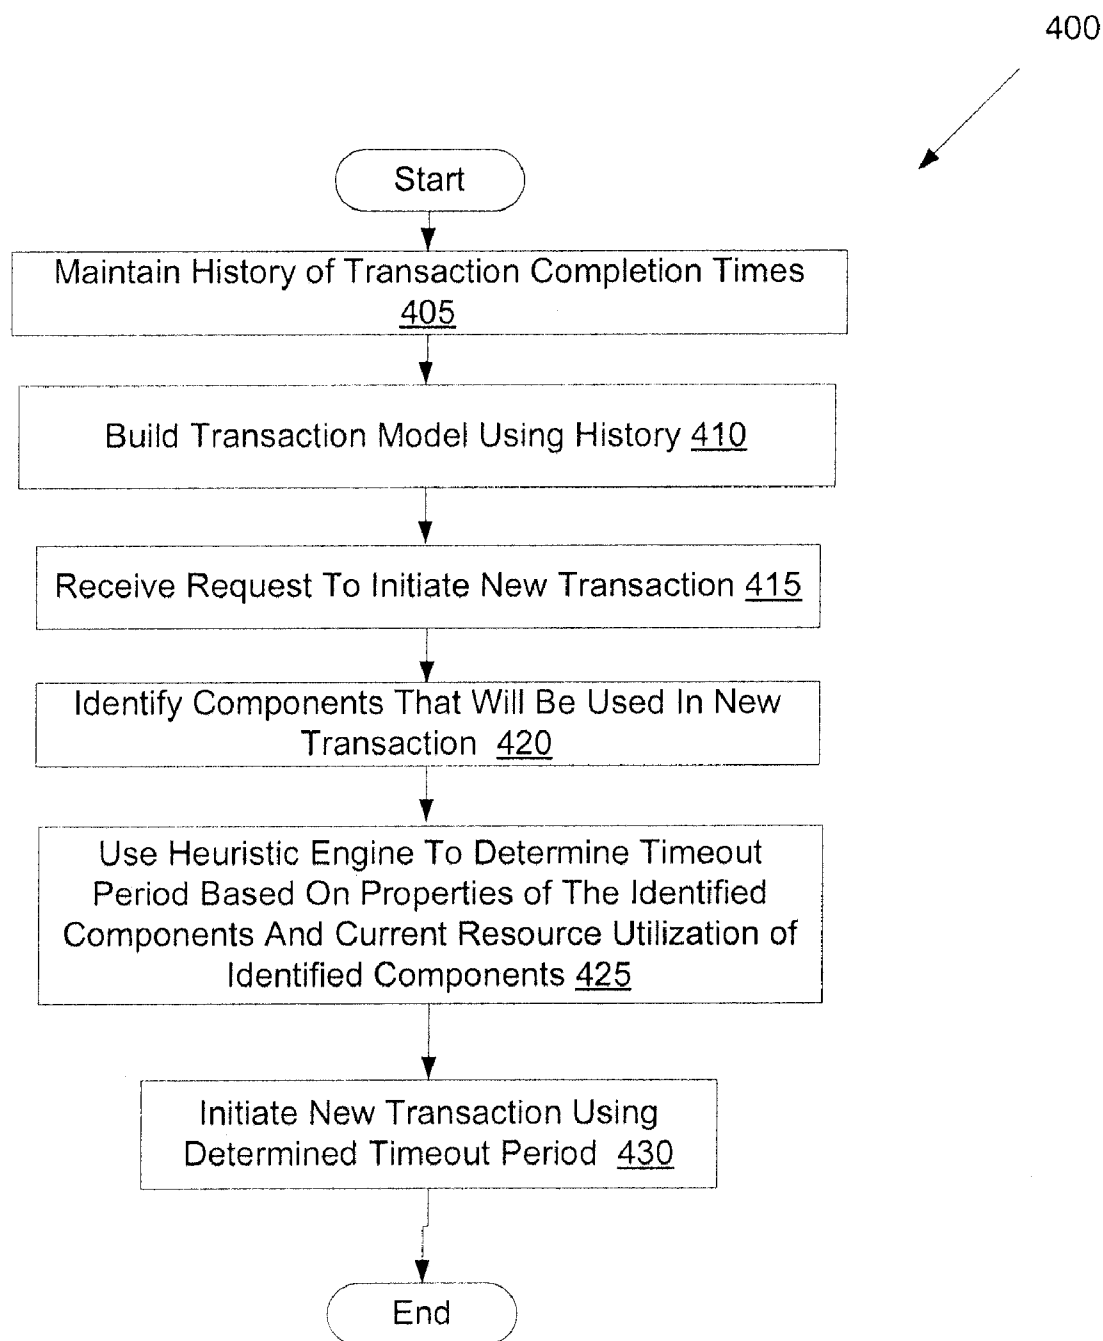 400
Start
Maintain History of Transaction Completion Times
405
Build Transaction Model Using History 410
Receive Request To Initiate New Transaction 415
Identify Components That Will Be Used In New
Transaction 420
Use Heuristic Engine To Determine Timeout
Period Based On Properties of The Identified
Components And Current Resource Utilization of
Identified Components 425
Initiate New Transaction Using
Determined Timeout Period 430
End